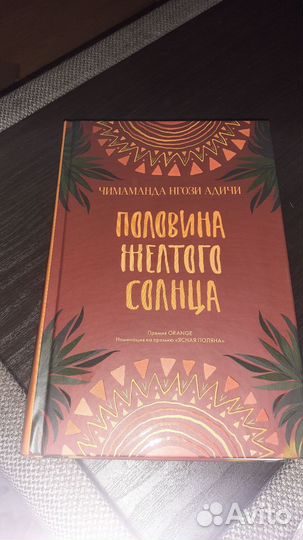 ЧИМАМАНДА НГОЗИ АДИЧИ
ПОЛОВИНА
ЖЕЛТОГО
СОЛНЦА
Премия ORANGE
Номинация на премию «ЯСНАЯ ПОЛЯНА»
Avito